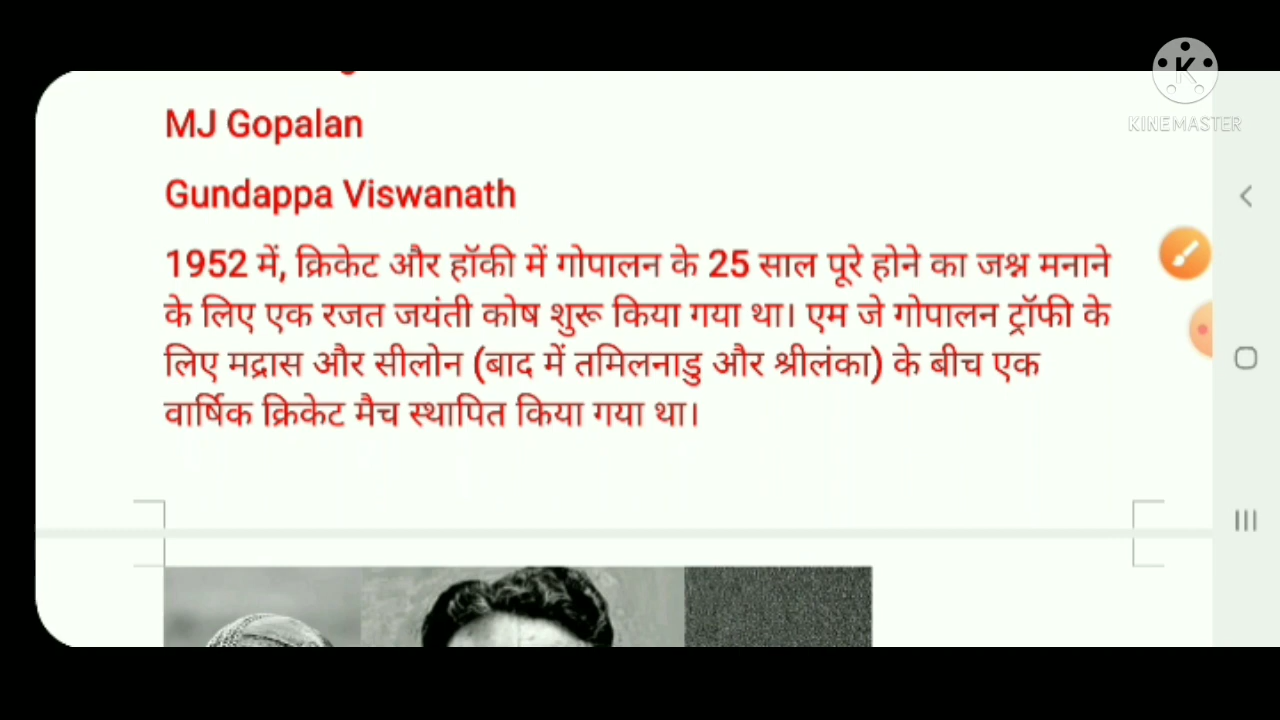 KINEMASTER
MJ Gopalan
Gundappa Viswanath
1952 में, क्रिकेट और हॉकी में गोपालन के 25 साल पूरे होने का जश्न मनाने
के लिए एक रजत जयंती कोष शुरू किया गया था। एम जे गोपालन ट्रॉफी के
लिए मद्रास और सीलोन (बाद में तमिलनाडु और श्रीलंका) के बीच एक
वार्षिक क्रिकेट मैच स्थापित किया गया था।